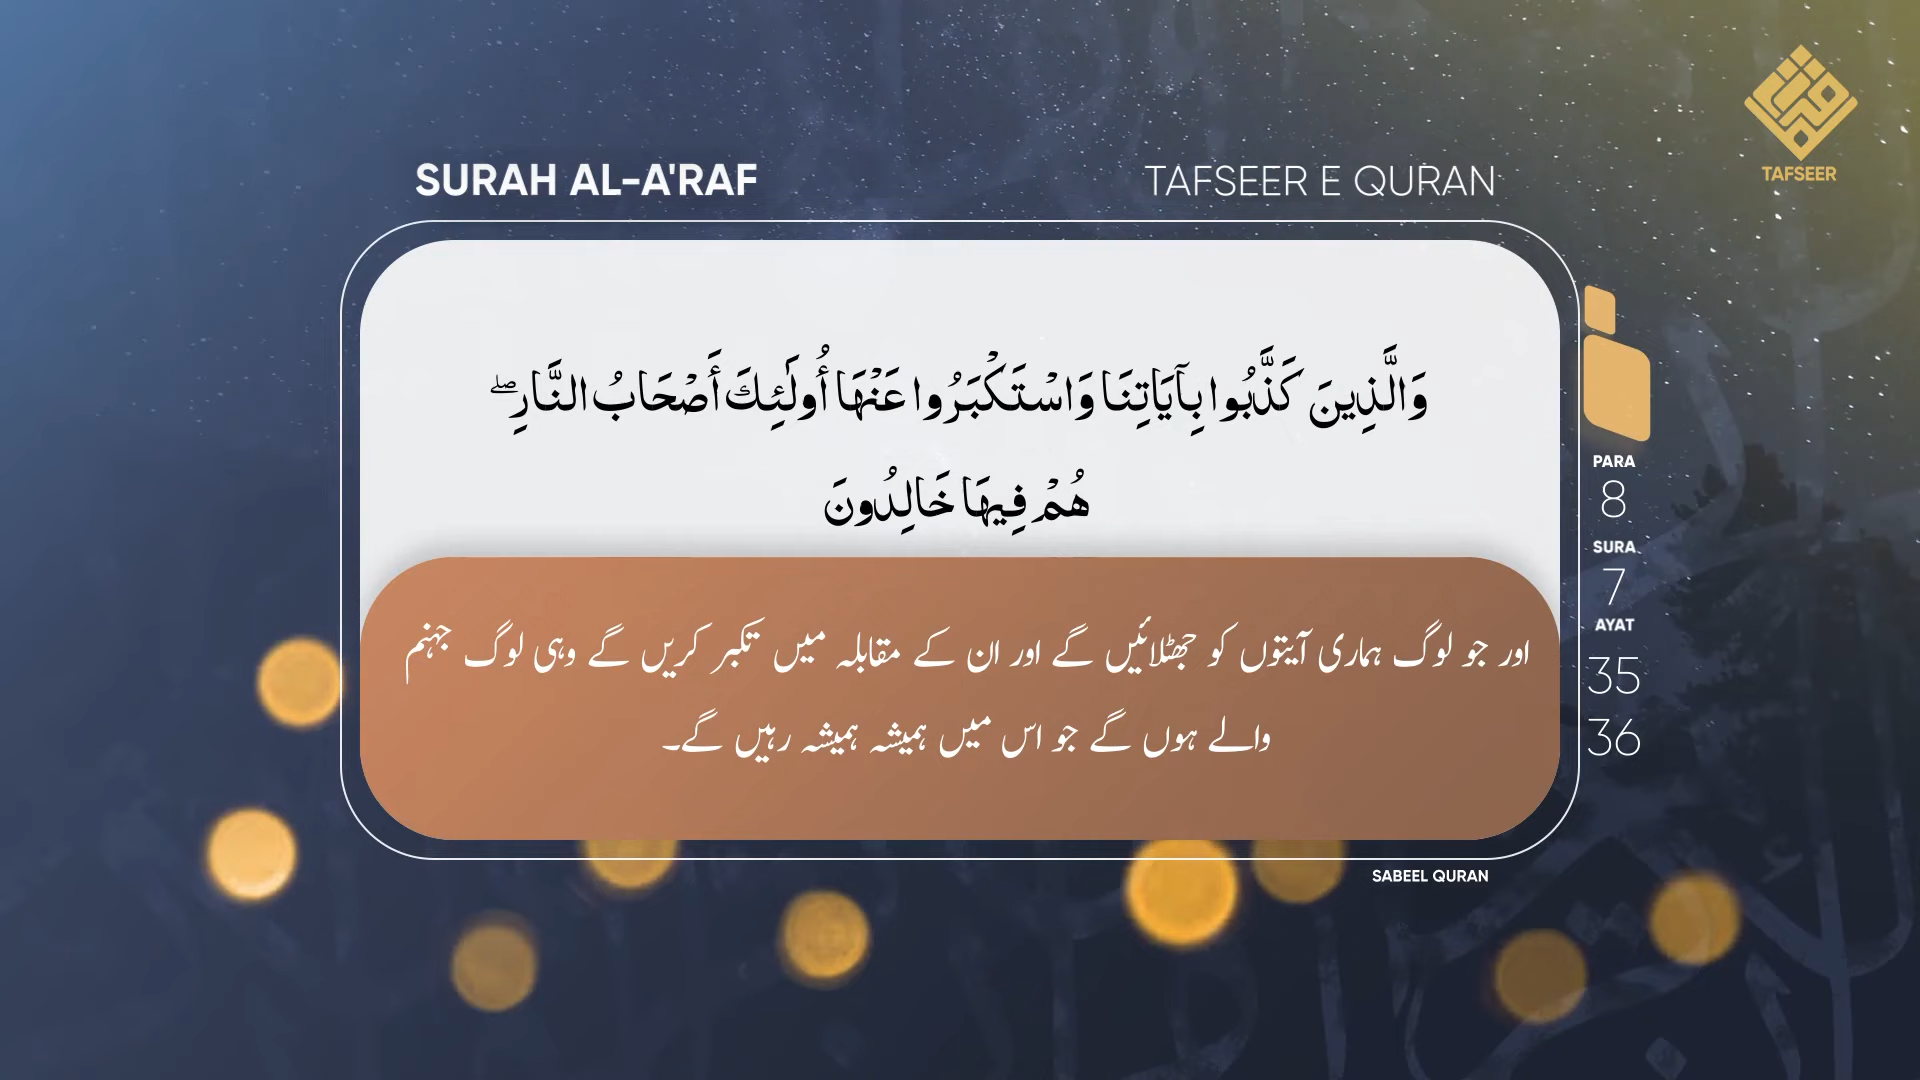 TAFSEER
SURAH AL-A'RAF
TAFSEER E QURAN
وَالَّذِينَ كَذَّبُوا بِآيَاتِنَا وَاسْتَكْبَرُوا عَنْهَا أُولَٰئِكَ أَصْحَابُ النَّارِ ۖ
هُمْ فِيهَا خَالِدُونَ
اور جو لوگ ہماری آیتوں کو جھٹلائیں گے اور ان کے مقابلہ میں تکبر کریں گے وہی لوگ جہنم
والے ہوں گے جو اس میں ہمیشہ ہمیشہ رہیں گے۔
PARA
8
SURA
7
AYAT
35
36
SABEEL QURAN